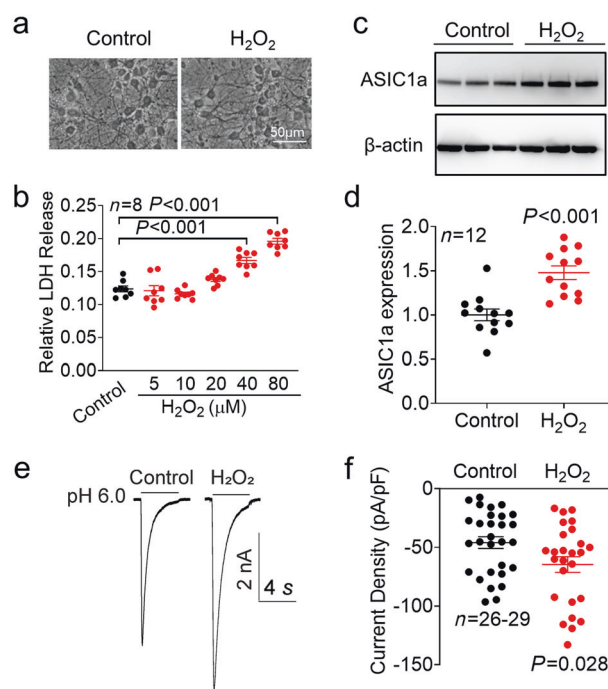 a
Control
H₂O₂
50μm
b
n=8 P<0.001
P<0.001
Relative LDH Release
0.25
0.20
0.15
0.10
0.05
0.00
Control
5 10 20 40 80
H₂O₂ (μM)
c
Control H₂O₂
ASIC1a
β-actin
d
P<0.001
n=12
ASIC1a expression
2.0
1.5
1.0
0.5
0.0
Control H₂O₂
e
Control H₂O₂
pH 6.0
2 nA
4 s
f
Control H₂O₂
Current Density (pA/pF)
0
-50
-100
-150
n=26-29
P=0.028